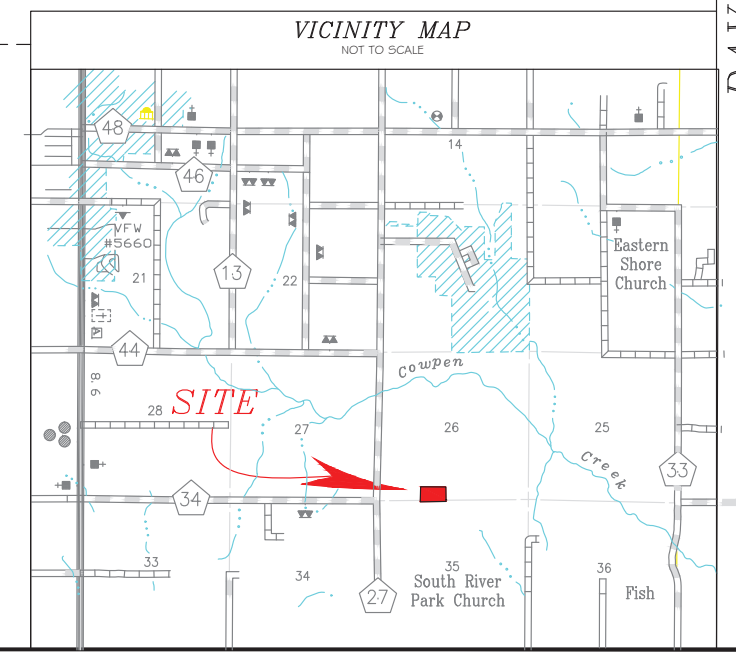 VICINITY MAP
NOT TO SCALE
48
46
14
VFW
#5660
21
13
22
Eastern
Shore
Church
44
Cowpen
8.6
SITE
28
27
26
25
Creek
33
34
33
34
35
36
27
South River
Park Church
Fish